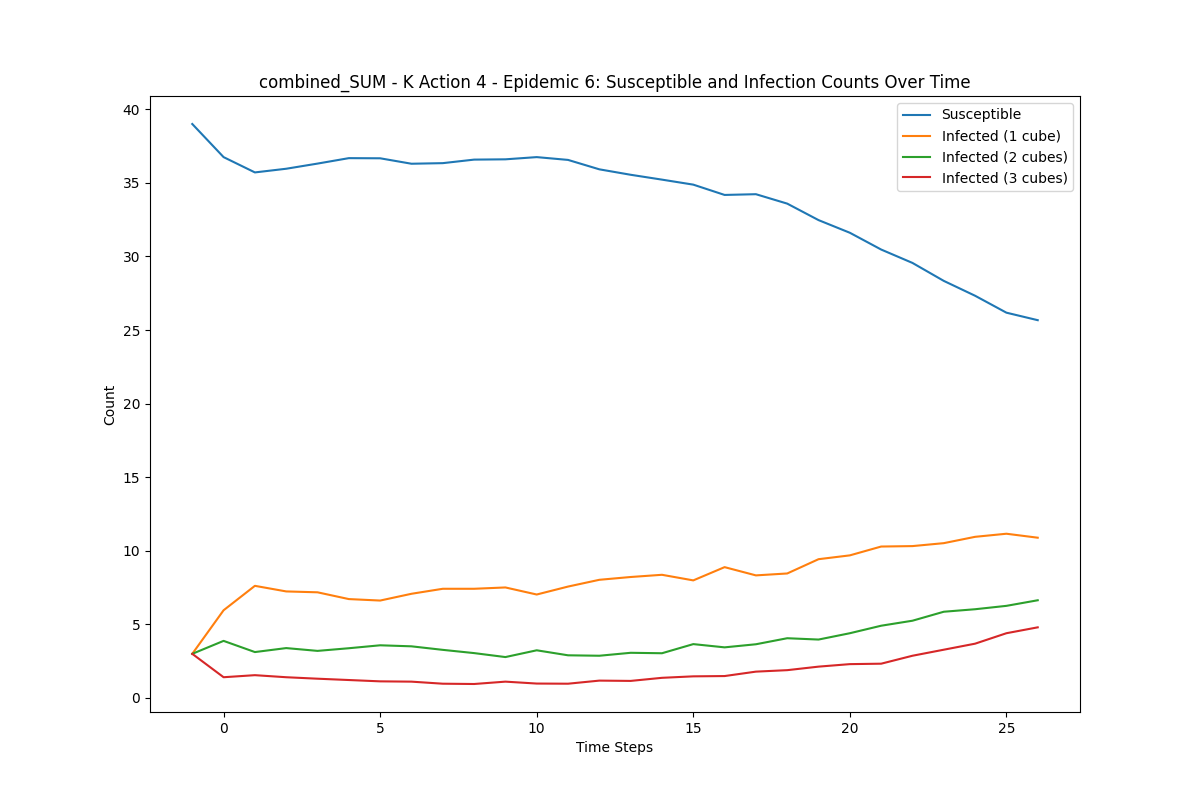 combined_SUM - K Action 4 - Epidemic 6: Susceptible and Infection Counts Over Time
Susceptible
Infected (1 cube)
Infected (2 cubes)
Infected (3 cubes)
Count
40
35
30
25
20
15
10
5
0
0 5 10 15 20 25
Time Steps